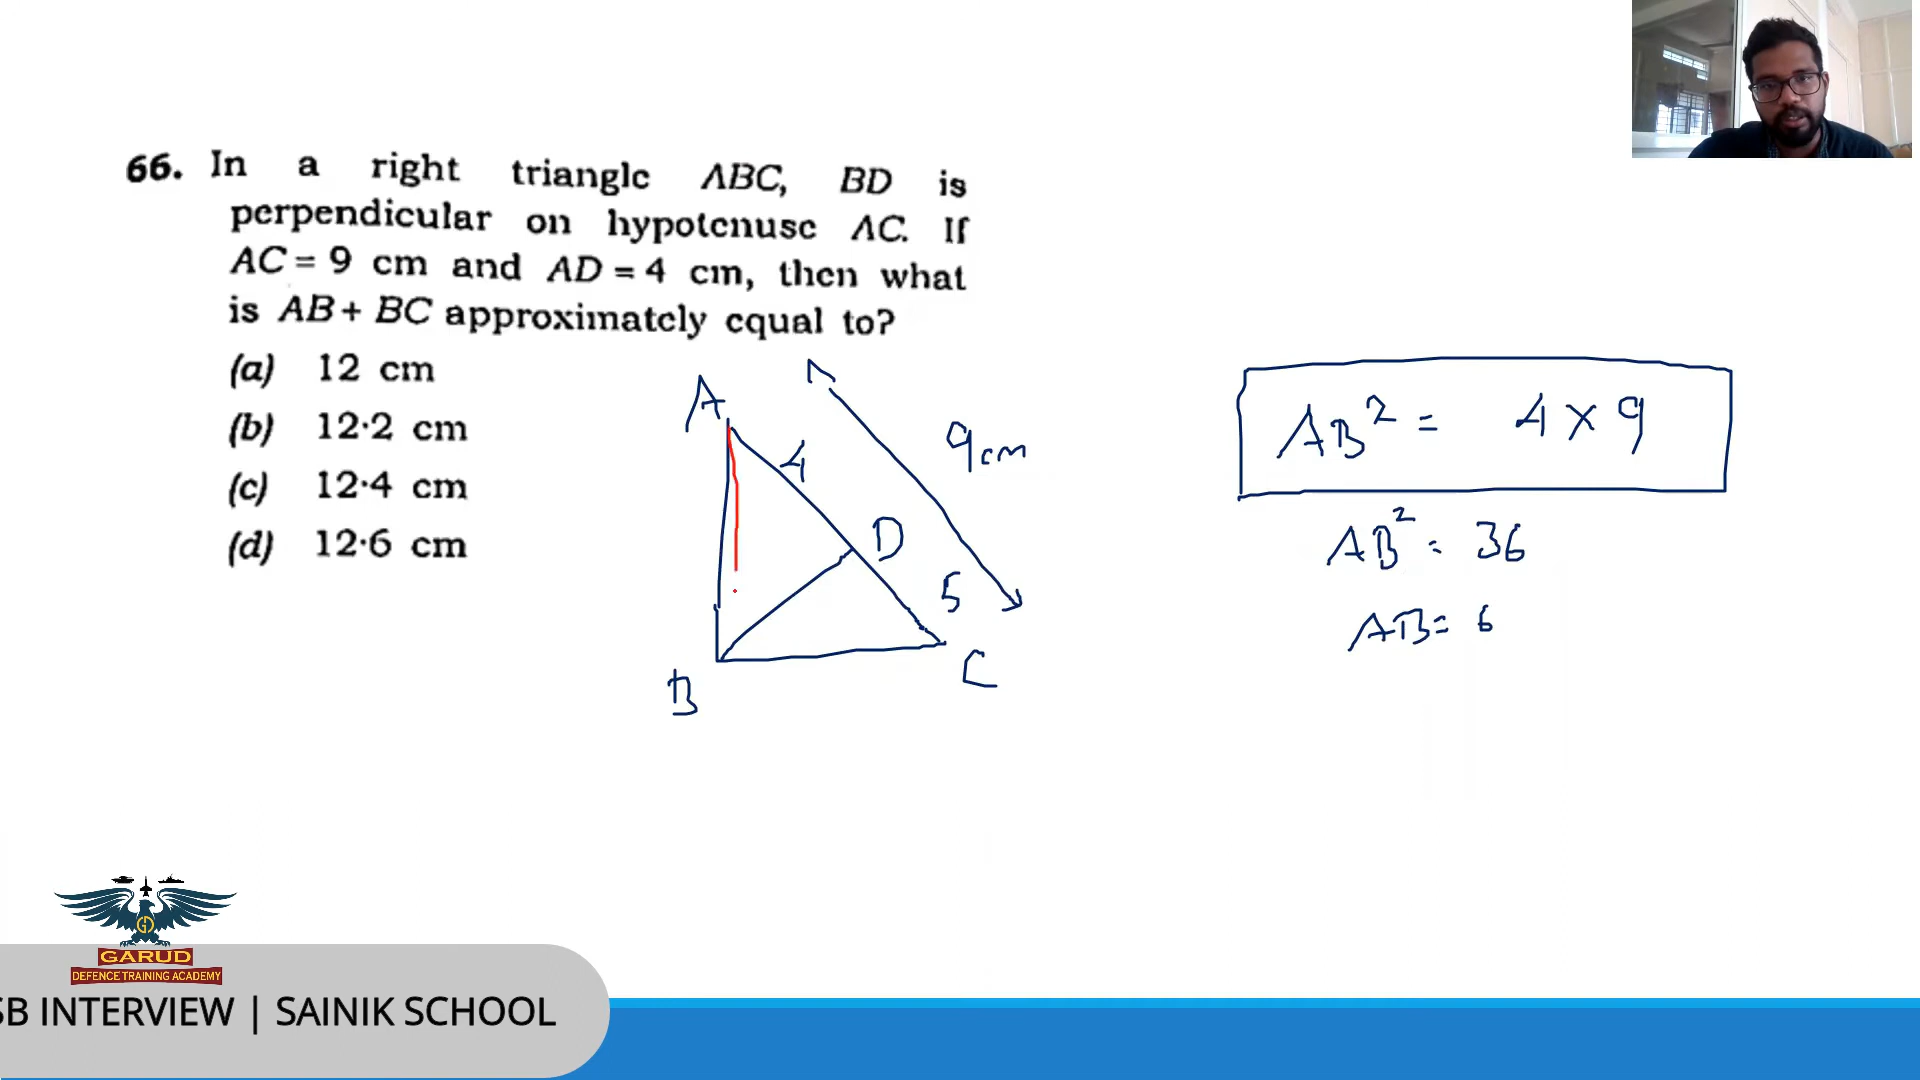 66. In a right triangle ABC, BD is
perpendicular on hypotenuse AC. If
AC = 9 cm and AD = 4 cm, then what
is AB + BC approximately equal to?
(a) 12 cm
(b) 12·2 cm
(c) 12·4 cm
(d) 12·6 cm
A
4
9cm
D
5
B
C
AB² = 4 × 9
AB² = 36
AB = 6
GARUD
DEFENCE TRAINING ACADEMY
SB INTERVIEW | SAINIK SCHOOL